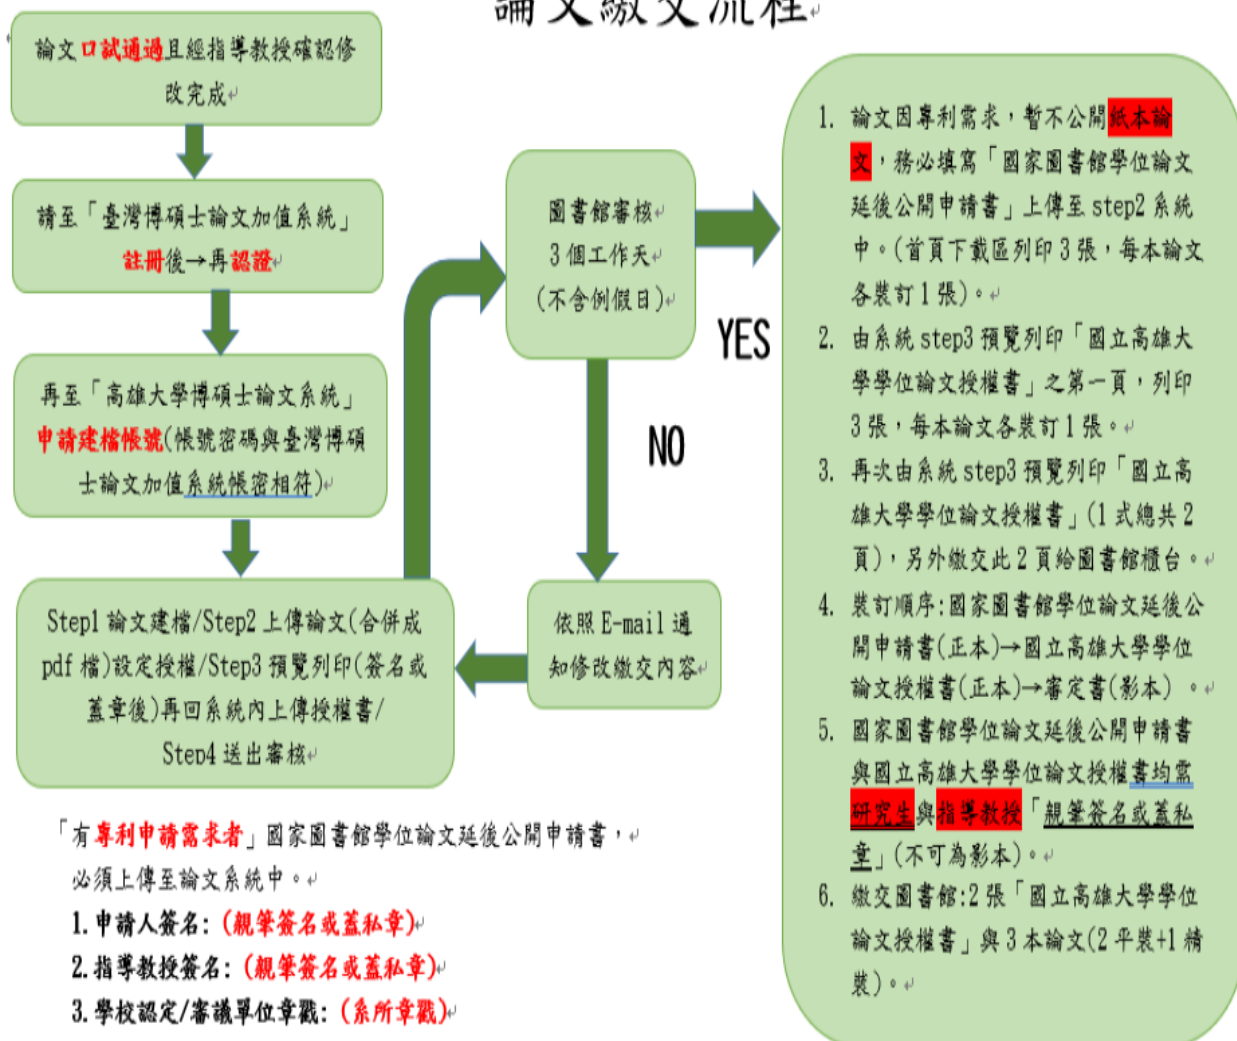 論文繳交流程
論文口試通過且經指導教授確認修
改完成
請至「臺灣博碩士論文加值系統」
註冊後→再認證
再至「高雄大學博碩士論文系統」
申請建檔帳號(帳號密碼與臺灣博碩
士論文加值系統帳密相符)
Step1 論文建檔/Step2 上傳論文(合併成
pdf 檔)設定授權/Step3 預覽列印(簽名或
蓋章後)再回系統內上傳授權書/
Step4 送出審核
圖書館審核
3 個工作天
(不含例假日)
YES
NO
依照 E-mail 通
知修改繳交內容
1. 論文因專利需求，暫不公開紙本論
文，務必填寫「國家圖書館學位論文
延後公開申請書」上傳至 step2 系統
中。(首頁下載區列印 3 張，每本論文
各裝訂 1 張)。
2. 由系統 step3 預覽列印「國立高雄大
學學位論文授權書」之第一頁，列印
3 張，每本論文各裝訂 1 張。
3. 再次由系統 step3 預覽列印「國立高
雄大學學位論文授權書」(1 式總共 2
頁)，另外繳交此 2 頁給圖書館櫃台。
4. 裝訂順序:國家圖書館學位論文延後公
開申請書(正本)→國立高雄大學學位
論文授權書(正本)→審定書(影本) 。
5. 國家圖書館學位論文延後公開申請書
與國立高雄大學學位論文授權書均需
研究生與指導教授「親筆簽名或蓋私
章」(不可為影本)。
6. 繳交圖書館:2 張「國立高雄大學學位
論文授權書」與 3 本論文(2 平裝+1 精
裝)。
「有專利申請需求者」國家圖書館學位論文延後公開申請書，
必須上傳至論文系統中。
1. 申請人簽名: (親筆簽名或蓋私章)
2. 指導教授簽名: (親筆簽名或蓋私章)
3. 學校認定/審議單位章戳: (系所章戳)